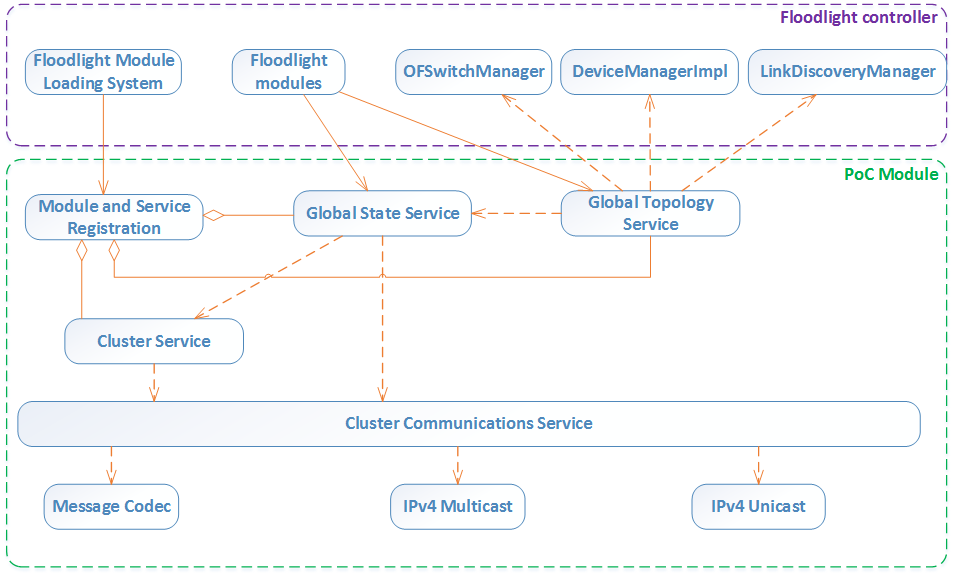 Floodlight controller
Floodlight Module
Loading System
Floodlight
modules
OFSwitchManager
DeviceManagerImpl
LinkDiscoveryManager
PoC Module
Module and Service
Registration
Global State Service
Global Topology
Service
Cluster Service
Cluster Communications Service
Message Codec
IPv4 Multicast
IPv4 Unicast